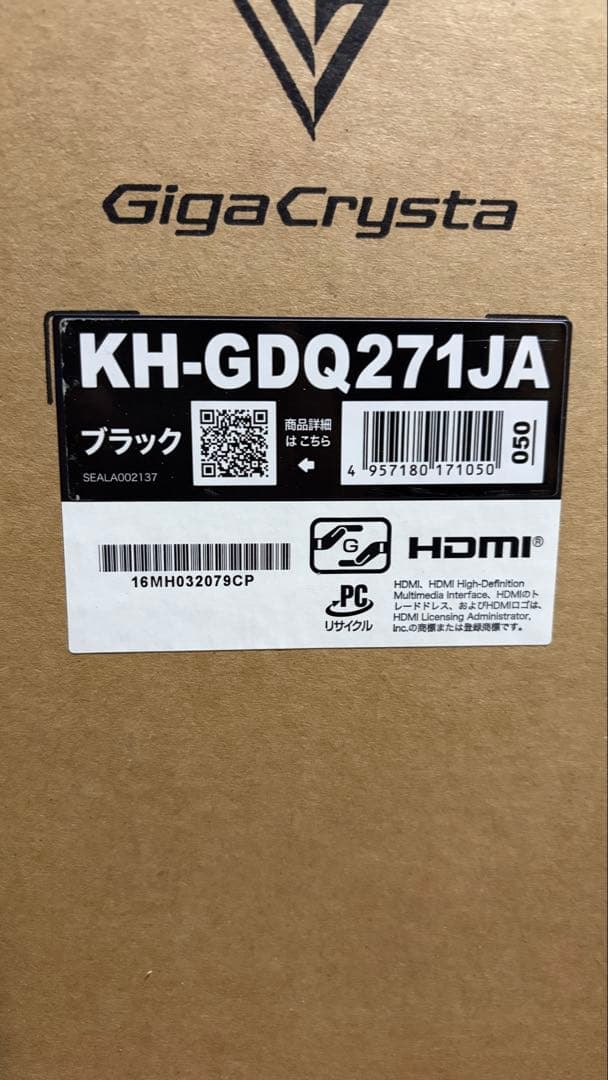 GigaCrysta
KH-GDQ271JA
ブラック
商品詳細
は こちら
SEALA002137
4 957180 171050
050
16MH032079CP
G
HDMI®
PC
リサイクル
HDMI、HDMI High-Definition
Multimedia Interface、HDMIのト
レードドレス、およびHDMIロゴは、
HDMI Licensing Administrator,
Inc.の商標または登録商標です。